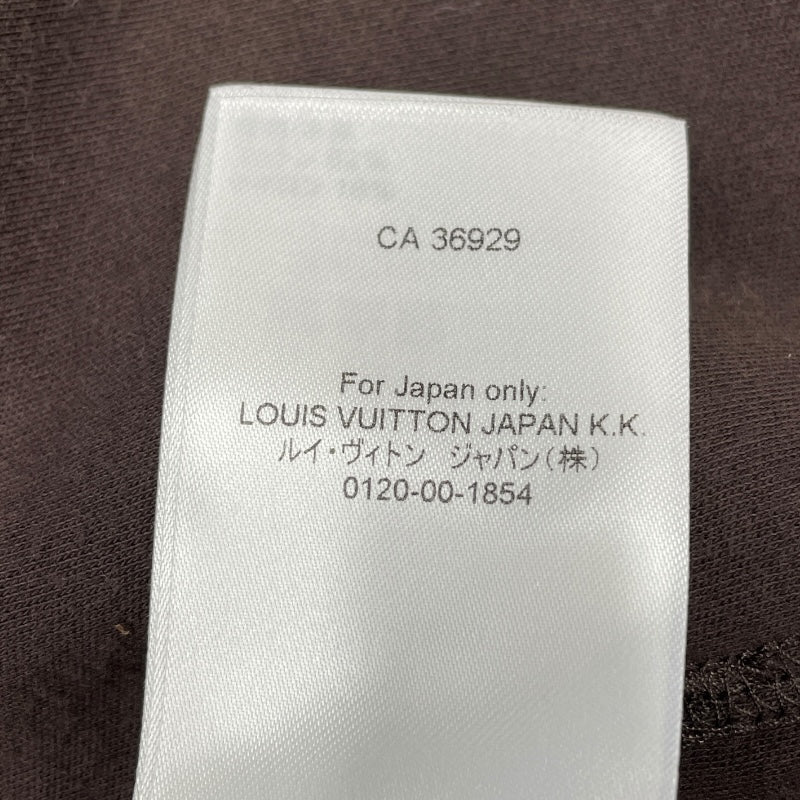 CA 36929
For Japan only:
LOUIS VUITTON JAPAN K.K.
ルイ・ヴィトン ジャパン(株)
0120-00-1854